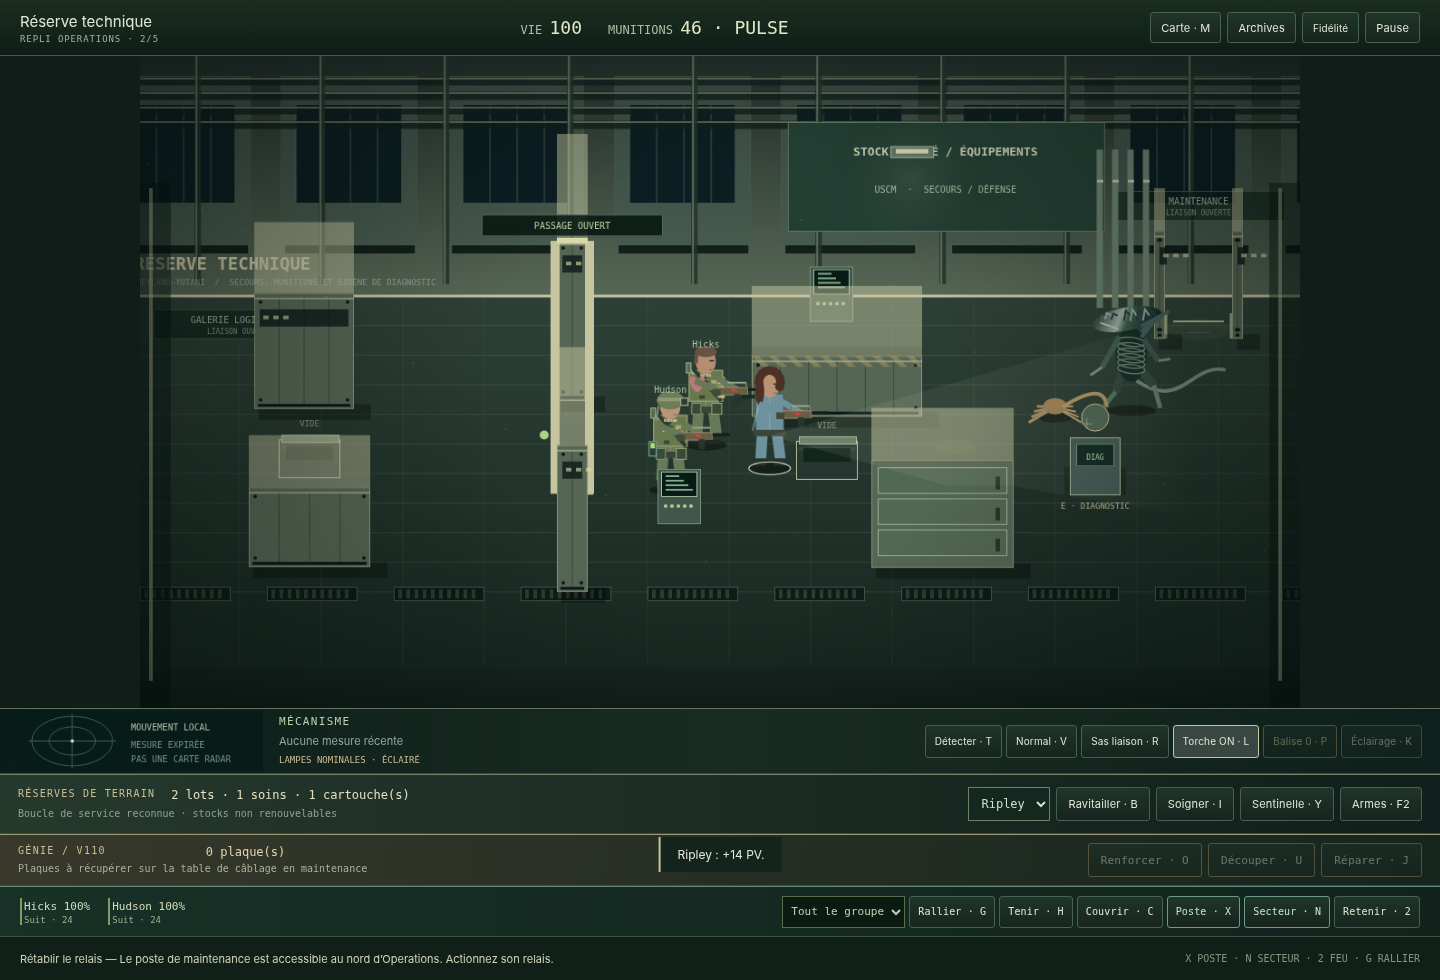 Réserve technique
REPLI OPERATIONS · 2/5
VIE 100 MUNITIONS 46 · PULSE
Carte · M
Archives
Fidélité
Pause
STOCK É / ÉQUIPEMENTS
USCM · SECOURS / DÉFENSE
PASSAGE OUVERT
MAINTENANCE
LIAISON OUVERTE
RÉSERVE TECHNIQUE
/ SECOURS, MUNITIONS ET SIRÈNE DE DIAGNOSTIC
GALERIE LOGI
LIAISON OUV
Hicks
Hudson
VIDE
VIDE
DIAG
E · DIAGNOSTIC
MOUVEMENT LOCAL
MESURE EXPIRÉE
PAS UNE CARTE RADAR
MÉCANISME
Aucune mesure récente
LAMPES NOMINALES · ÉCLAIRÉ
Détecter · T
Normal · V
Sas liaison · R
Torche ON · L
Balise 0 · P
Éclairage · K
RÉSERVES DE TERRAIN 2 lots · 1 soins · 1 cartouche(s)
Boucle de service reconnue · stocks non renouvelables
Ripley
Ravitailler · B
Soigner · I
Sentinelle · Y
Armes · F2
GÉNIE / V110 0 plaque(s)
Plaques à récupérer sur la table de câblage en maintenance
Ripley : +14 PV.
Renforcer · O
Découper · U
Réparer · J
Hicks 100%
Suit · 24
Hudson 100%
Suit · 24
Tout le groupe
Rallier · G
Tenir · H
Couvrir · C
Poste · X
Secteur · N
Retenir · 2
Rétablir le relais — Le poste de maintenance est accessible au nord d'Operations. Actionnez son relais.
X POSTE · N SECTEUR · 2 FEU · G RALLIER